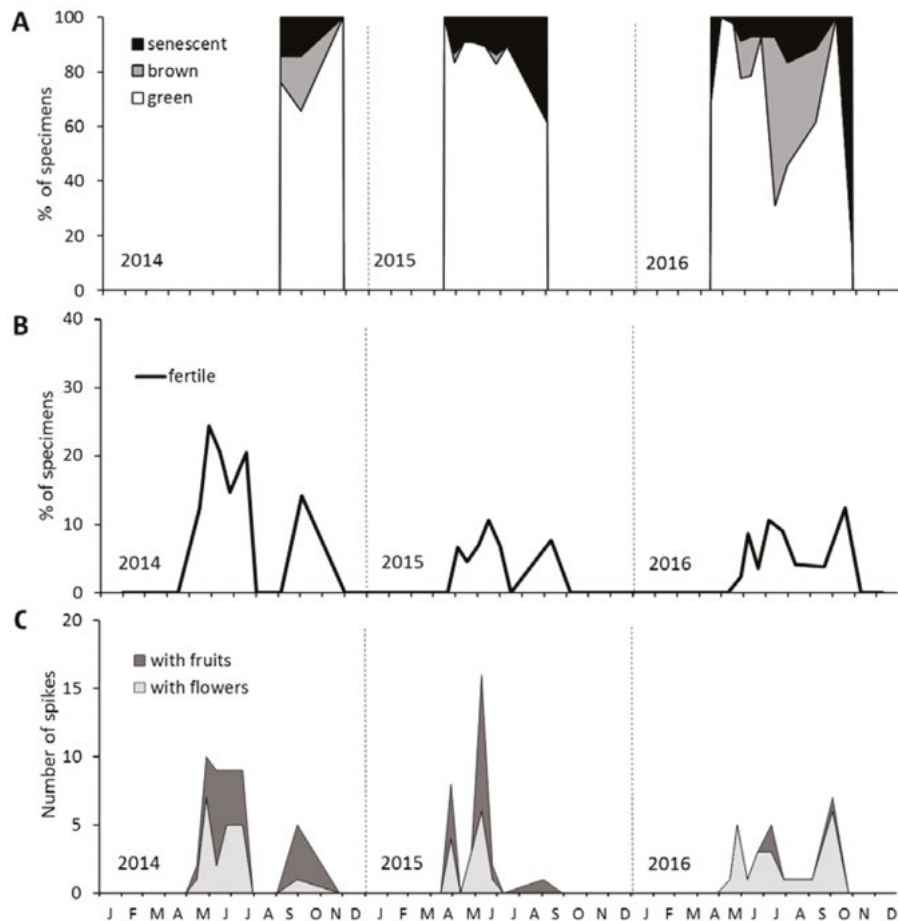 A
100
80
60
40
20
0
% of specimens
senescent
brown
green
2014
2015
2016
B
40
30
20
10
0
% of specimens
fertile
2014
2015
2016
C
20
15
10
5
0
Number of spikes
with fruits
with flowers
2014
2015
2016
J F M A M J J A S O N D J F M A M J J A S O N D J F M A M J J A S O N D